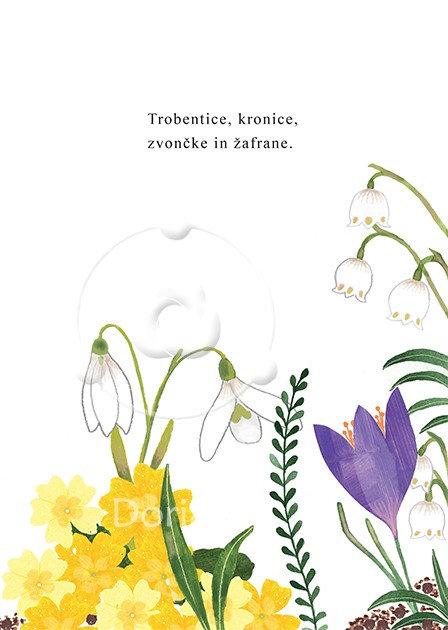 Trobentice, kronice,
zvončke in žafrane.